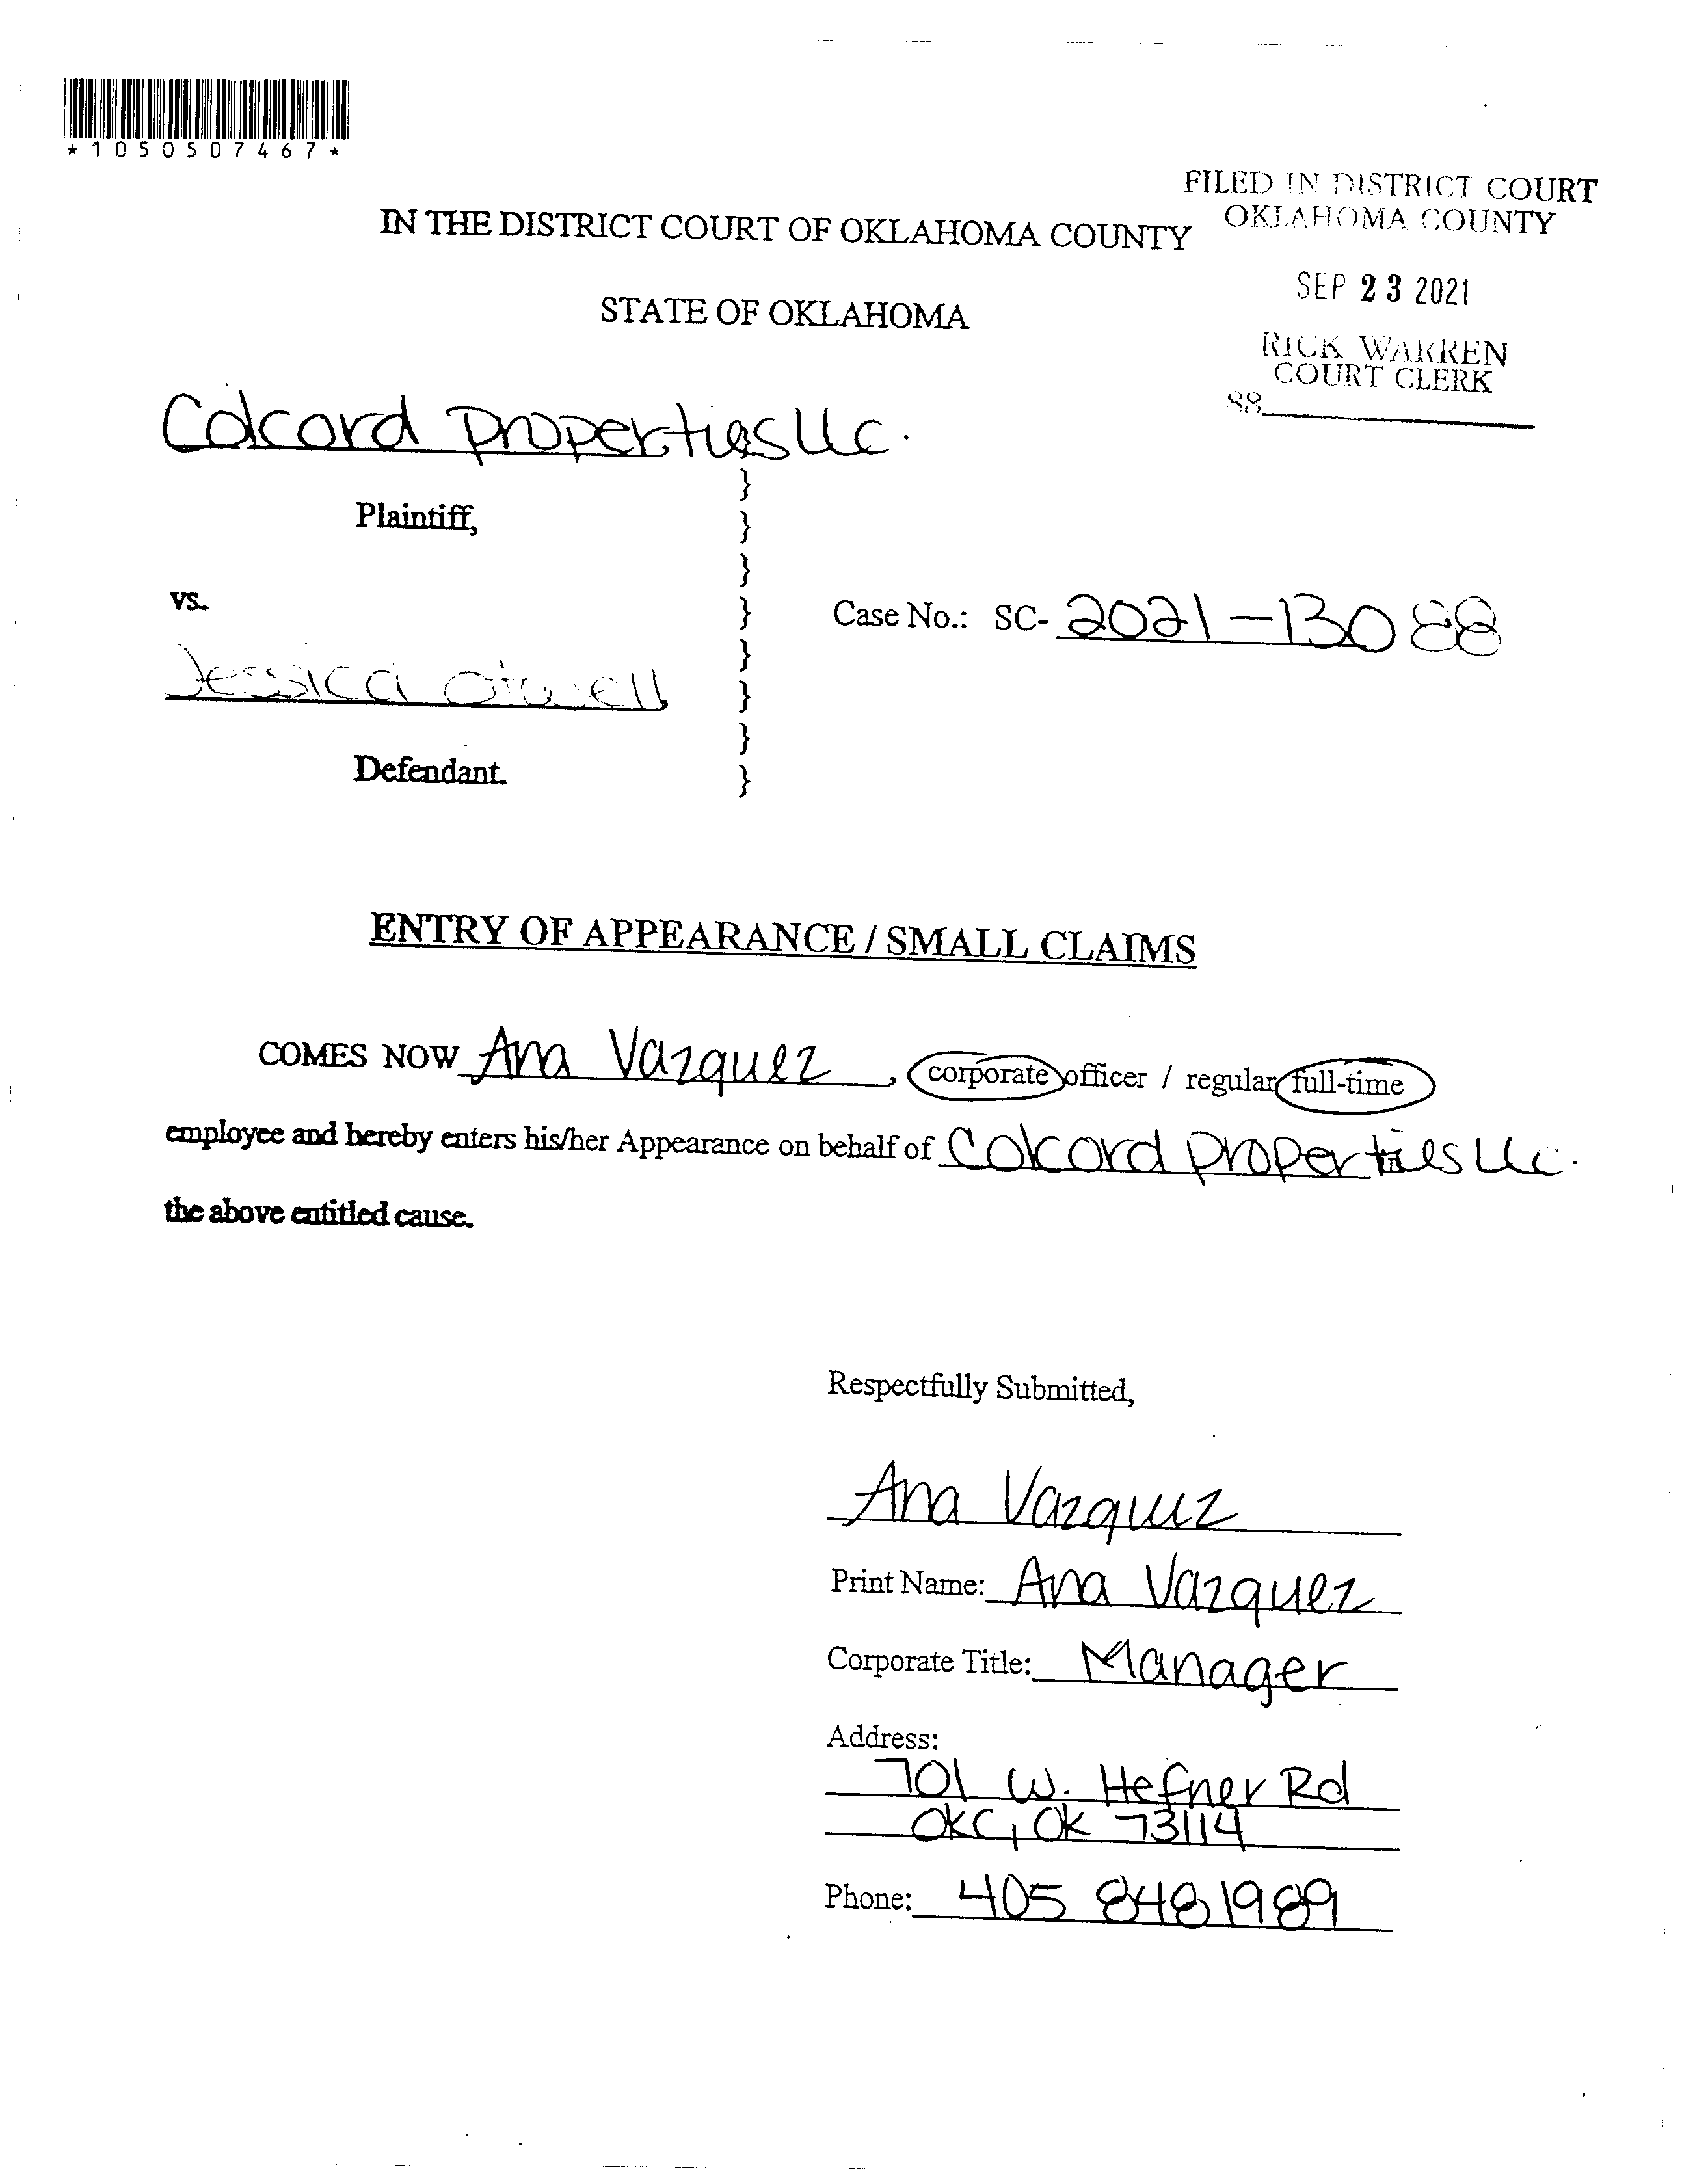 *1050507467*
FILED IN DISTRICT COURT
OKLAHOMA COUNTY
IN THE DISTRICT COURT OF OKLAHOMA COUNTY
SEP 23 2021
STATE OF OKLAHOMA
RICK WARREN
COURT CLERK
88
Colcord properties llc.
}
Plaintiff,
}
}
vs.
}
Case No.: SC- 2021-13088
}
Jessica Otwell
}
}
Defendant.
}
ENTRY OF APPEARANCE / SMALL CLAIMS
COMES NOW Ana Vazquez, corporate officer / regular full-time
employee and hereby enters his/her Appearance on behalf of Colcord properties llc.
the above entitled cause.
Respectfully Submitted,
Ana Vazquez
Print Name: Ana Vazquez
Corporate Title: Manager
Address:
701 W. Hefner Rd
OKC, OK 73114
Phone: 405 848 1989